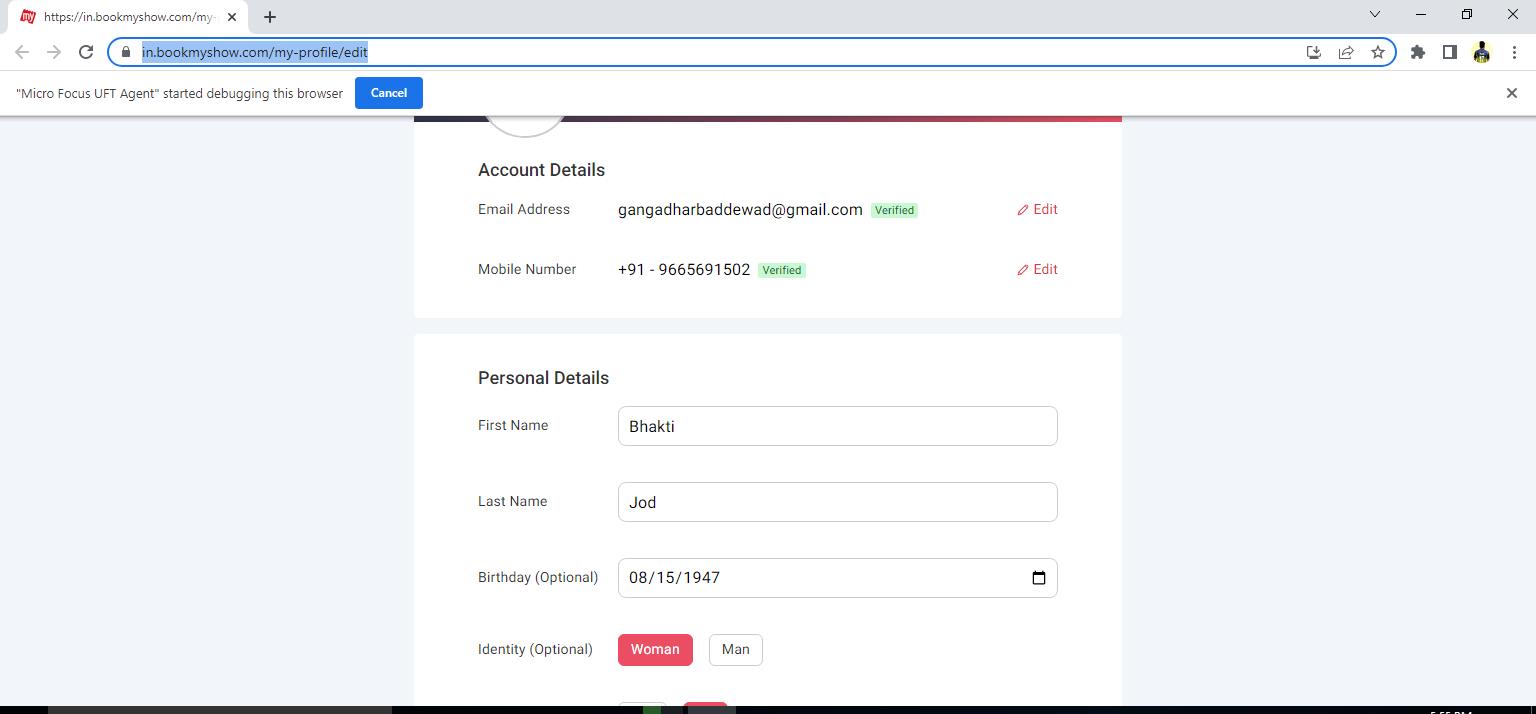 my https://in.bookmyshow.com/my-
in.bookmyshow.com/my-profile/edit
"Micro Focus UFT Agent" started debugging this browser Cancel
Account Details
Email Address gangadharbaddewad@gmail.com Verified Edit
Mobile Number +91 - 9665691502 Verified Edit
Personal Details
First Name Bhakti
Last Name Jod
Birthday (Optional) 08/15/1947
Identity (Optional) Woman Man